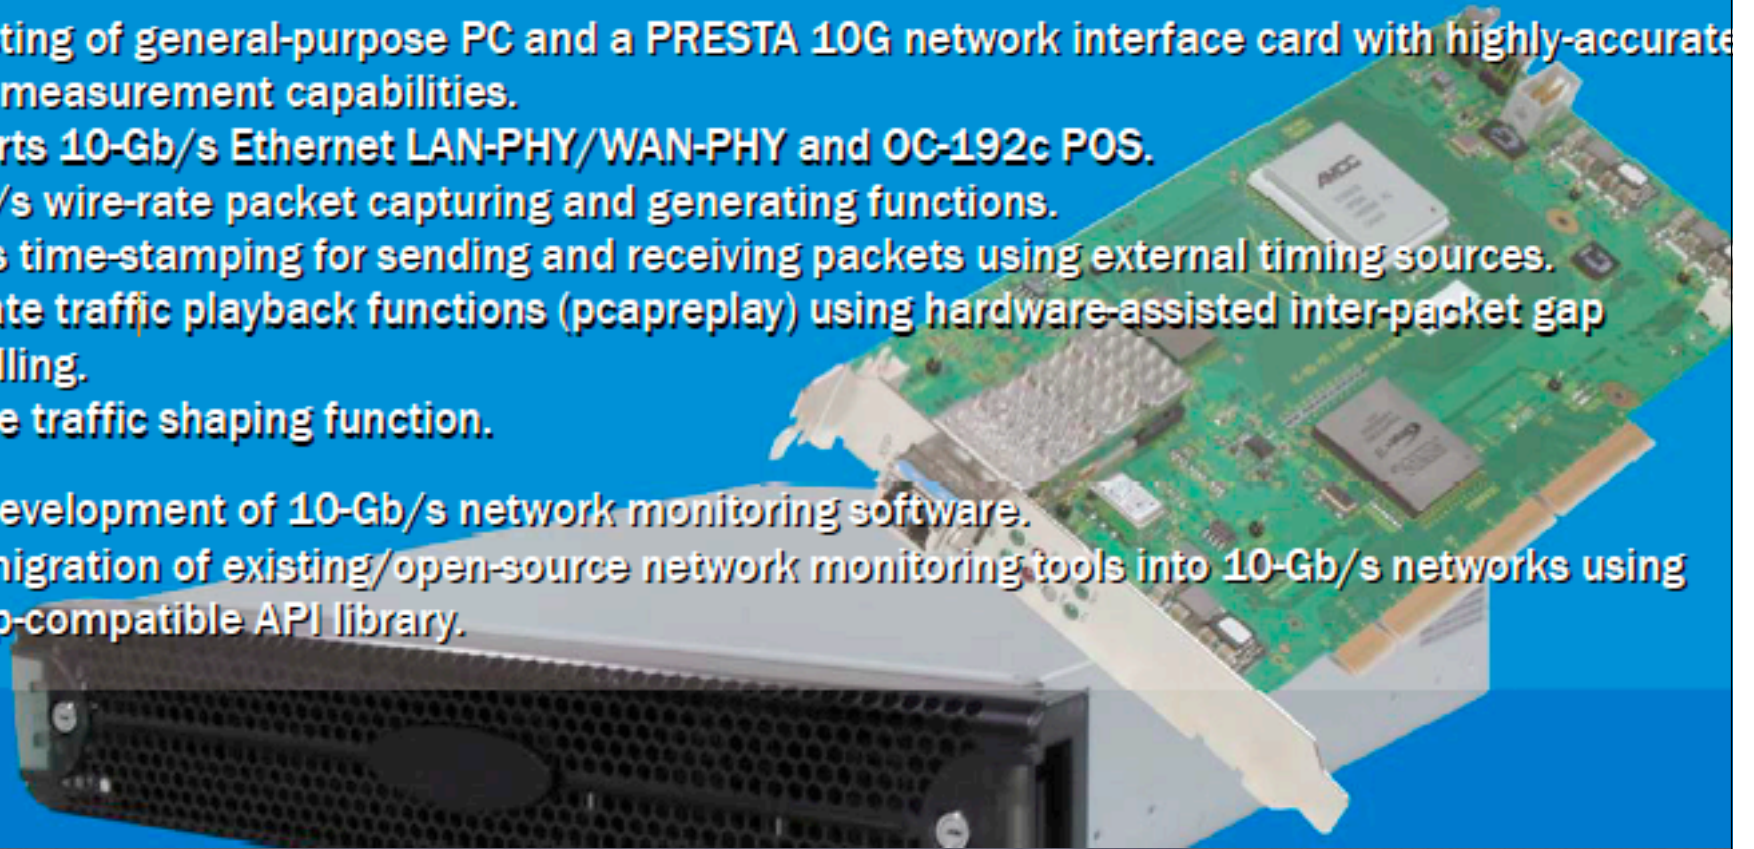 ting of general-purpose PC and a PRESTA 10G network interface card with highly-accurate
measurement capabilities.
rts 10-Gb/s Ethernet LAN-PHY/WAN-PHY and OC-192c POS.
/s wire-rate packet capturing and generating functions.
s time-stamping for sending and receiving packets using external timing sources.
ate traffic playback functions (pcapreplay) using hardware-assisted inter-packet gap
lling.
e traffic shaping function.
evelopment of 10-Gb/s network monitoring software.
migration of existing/open-source network monitoring tools into 10-Gb/s networks using
p-compatible API library.
AMCC